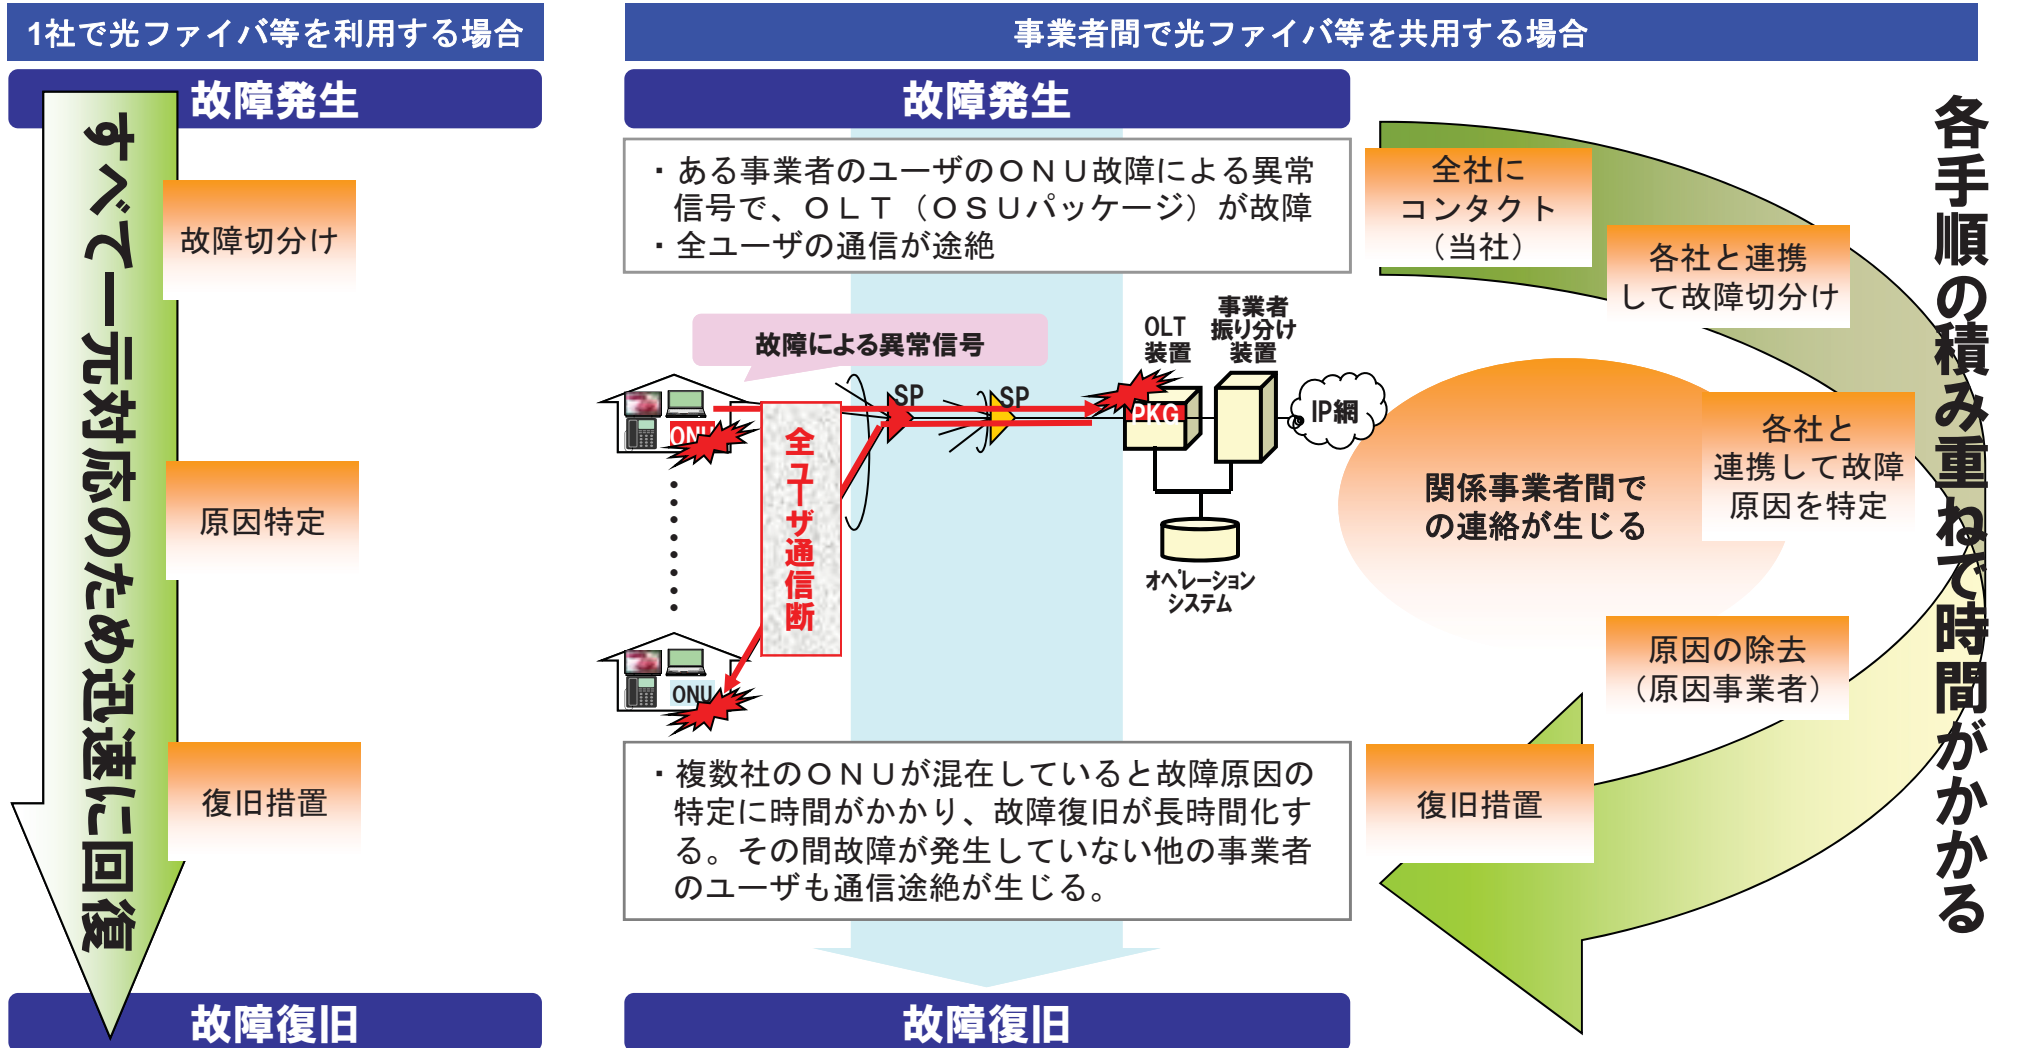 1社で光ファイバ等を利用する場合
故障発生
すべて一元対応のため迅速に回復
故障切分け
原因特定
復旧措置
故障復旧
事業者間で光ファイバ等を共用する場合
故障発生
・ある事業者のユーザのＯＮＵ故障による異常
信号で、ＯＬＴ（ＯＳＵパッケージ）が故障
・全ユーザの通信が途絶
故障による異常信号
SP
SP
OLT
装置
事業者
振り分け
装置
PKG
IP網
ONU
全ユーザ通信断
オペレーション
システム
ONU
・複数社のＯＮＵが混在していると故障原因の
特定に時間がかかり、故障復旧が長時間化す
る。その間故障が発生していない他の事業者
のユーザも通信途絶が生じる。
故障復旧
全社に
コンタクト
（当社）
各社と連携
して故障切分け
各社と
連携して故障
原因を特定
関係事業者間で
の連絡が生じる
原因の除去
（原因事業者）
復旧措置
各手順の積み重ねで時間がかかる